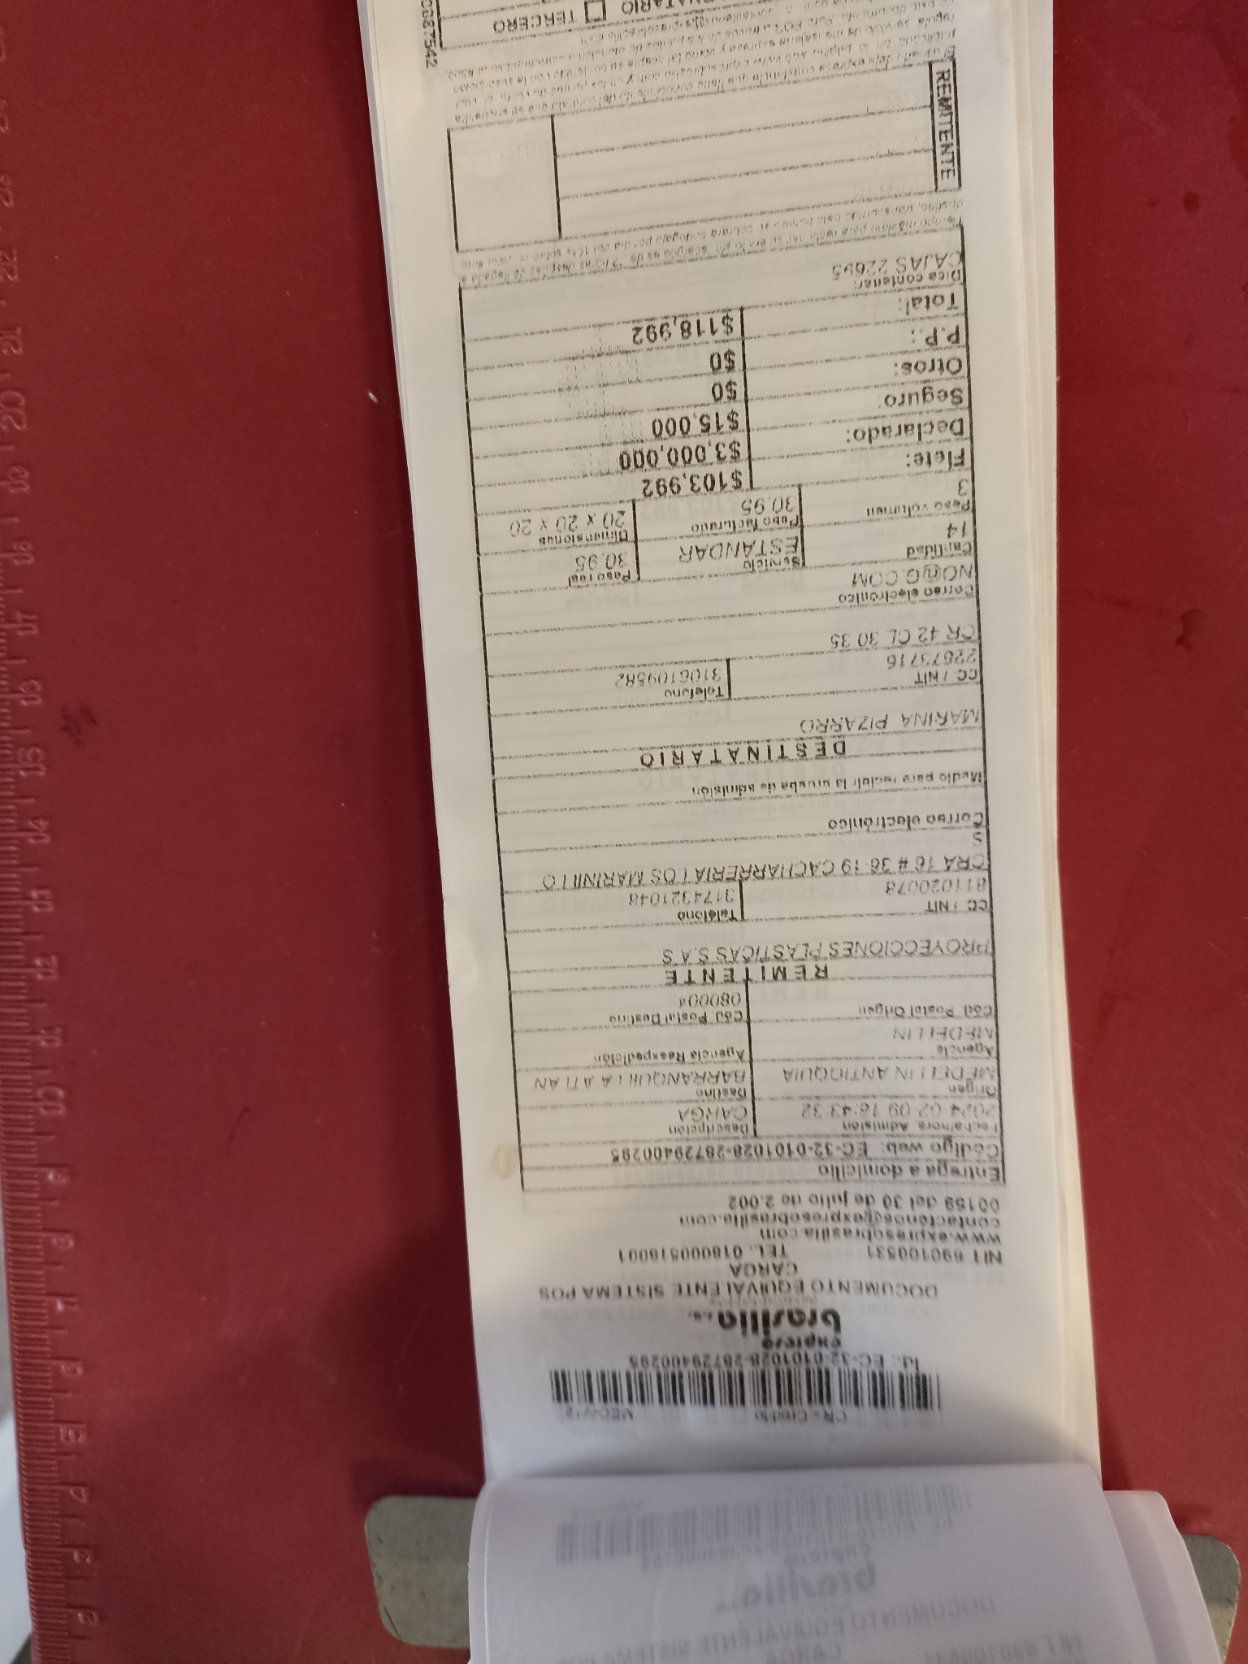 CR - Credito
Id.: EC-32-0101028-28729400295
expreso
brasilia s.a.
DOCUMENTO EQUIVALENTE SISTEMA POS
CARGA
NIT 890100531 TEL. 018000518001
www.expresobrasilia.com
contactenos@expresobrasilia.com
00159 del 30 de julio de 2.002
Entrega a domicilio
Código web: EC-32-0101028-28729400295
Fecha/hora Admisión Descripción
2024 02 09 16:43:32 CARGA
Origen Destino
MEDELLIN ANTIOQUIA BARRANQUILLA ATLAN
Agencia Agencia Reexpedición
MEDELLIN
Cód. Postal Origen Cód. Postal Destino
080004
REMITENTE
PROYECCIONES PLASTICAS S.A.S
CC / NIT Teléfono
811020078 3174321048
CRA 16 # 36-19 CACHARRERIA LOS MARINILLO
S
Correo electrónico
Medio para recibir la prueba de admisión
DESTINATARIO
MARINA PIZARRO
CC / NIT Teléfono
22673716 3106109582
CR 42 CL 30 35
Correo electrónico
NO@G.COM
Cantidad Servicio Peso real
14 ESTANDAR 30.95
Peso volumen Peso facturado Dimensiones
3 30.95 20 x 20 x 20
Flete: $103,992
Declarado: $3,000,000
Seguro: $15,000
Otros: $0
P.P.: $0
Total: $118,992
Dice contener:
CAJAS 22695
REMITENTE
TERCERO